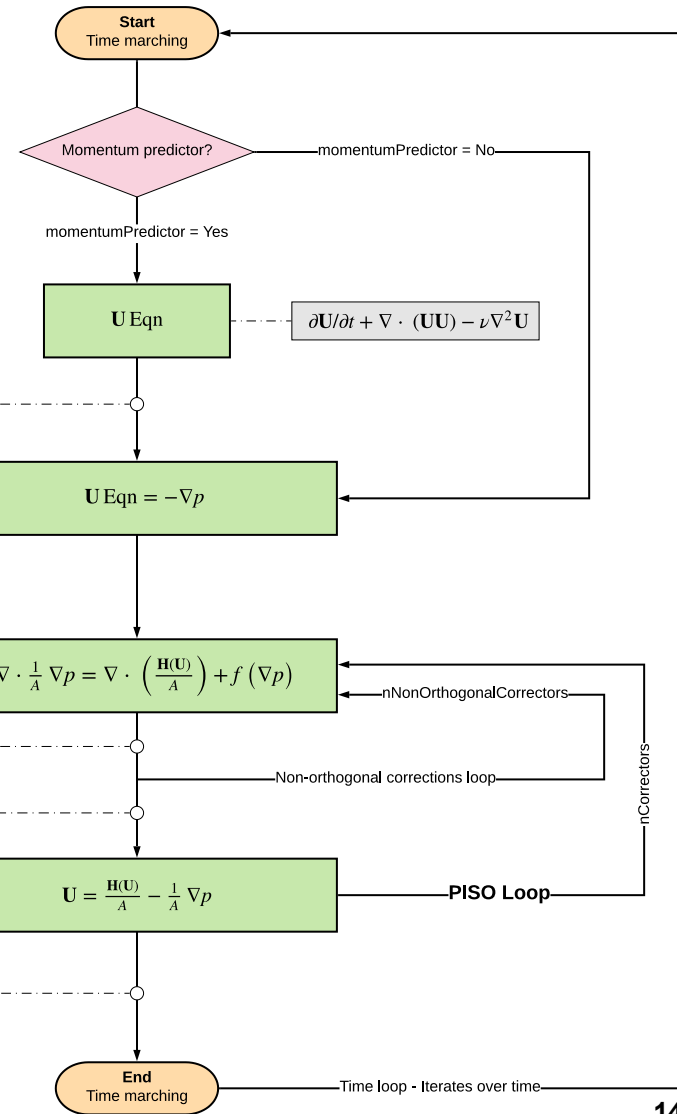 Start
Time marching
Momentum predictor?
momentumPredictor = No
momentumPredictor = Yes
U Eqn
∂U/∂t + ∇ · (UU) − ν∇²U
U Eqn = −∇p
∇ · 1/A ∇p = ∇ · (H(U)/A) + f (∇p)
nNonOrthogonalCorrectors
Non-orthogonal corrections loop
nCorrectors
U = H(U)/A − 1/A ∇p
PISO Loop
End
Time marching
Time loop - Iterates over time
14